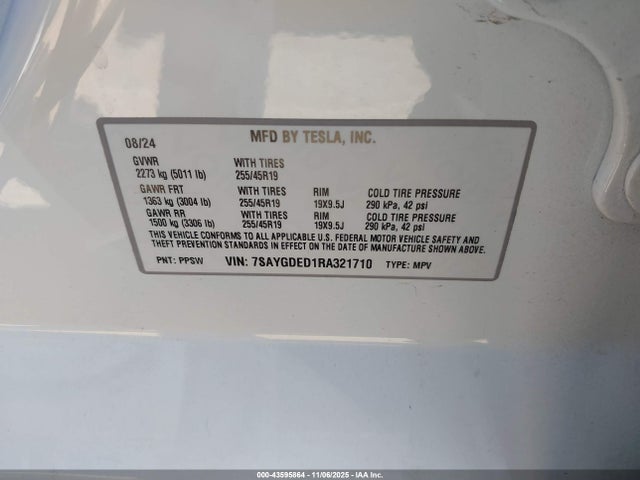 08/24 MFD BY TESLA, INC.
GVWR WITH TIRES
2273 kg (5011 lb) 255/45R19
GAWR FRT WITH TIRES RIM COLD TIRE PRESSURE
1363 kg (3004 lb) 255/45R19 19X9.5J 290 kPa, 42 psi
GAWR RR WITH TIRES RIM COLD TIRE PRESSURE
1500 kg (3306 lb) 255/45R19 19X9.5J 290 kPa, 42 psi
THIS VEHICLE CONFORMS TO ALL APPLICABLE U.S. FEDERAL MOTOR VEHICLE SAFETY AND
THEFT PREVENTION STANDARDS IN EFFECT ON THE DATE OF MANUFACTURE SHOWN ABOVE.
PNT: PPSW VIN: 7SAYGDED1RA321710 TYPE: MPV
000-43595864 - 11/06/2025 - IAA Inc.